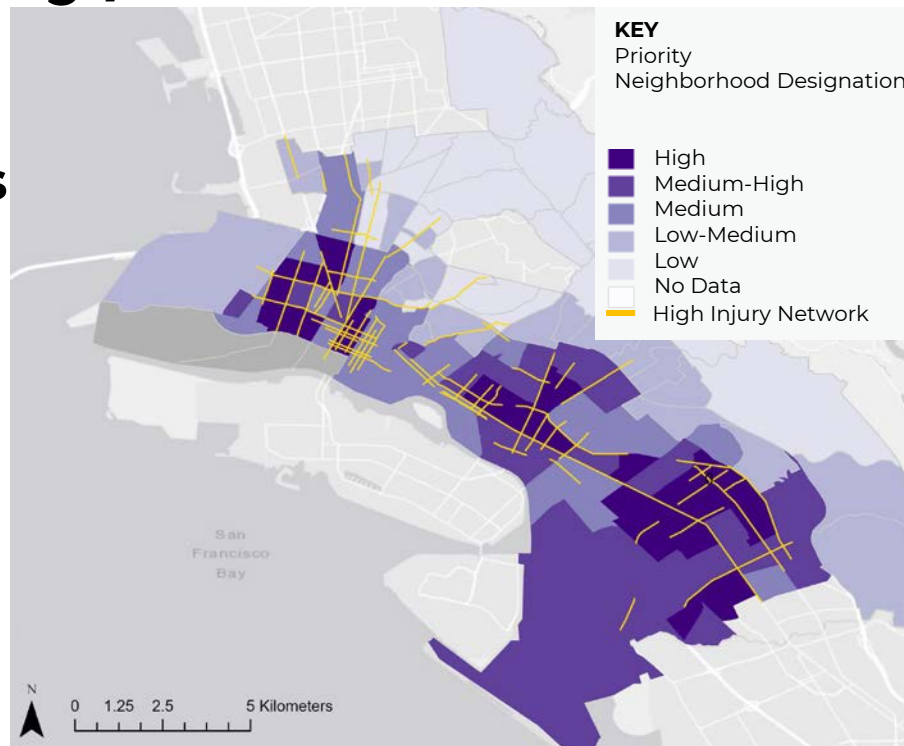 KEY
Priority
Neighborhood Designation
High
Medium-High
Medium
Low-Medium
Low
No Data
High Injury Network
San
Francisco
Bay
N
0 1.25 2.5 5 Kilometers